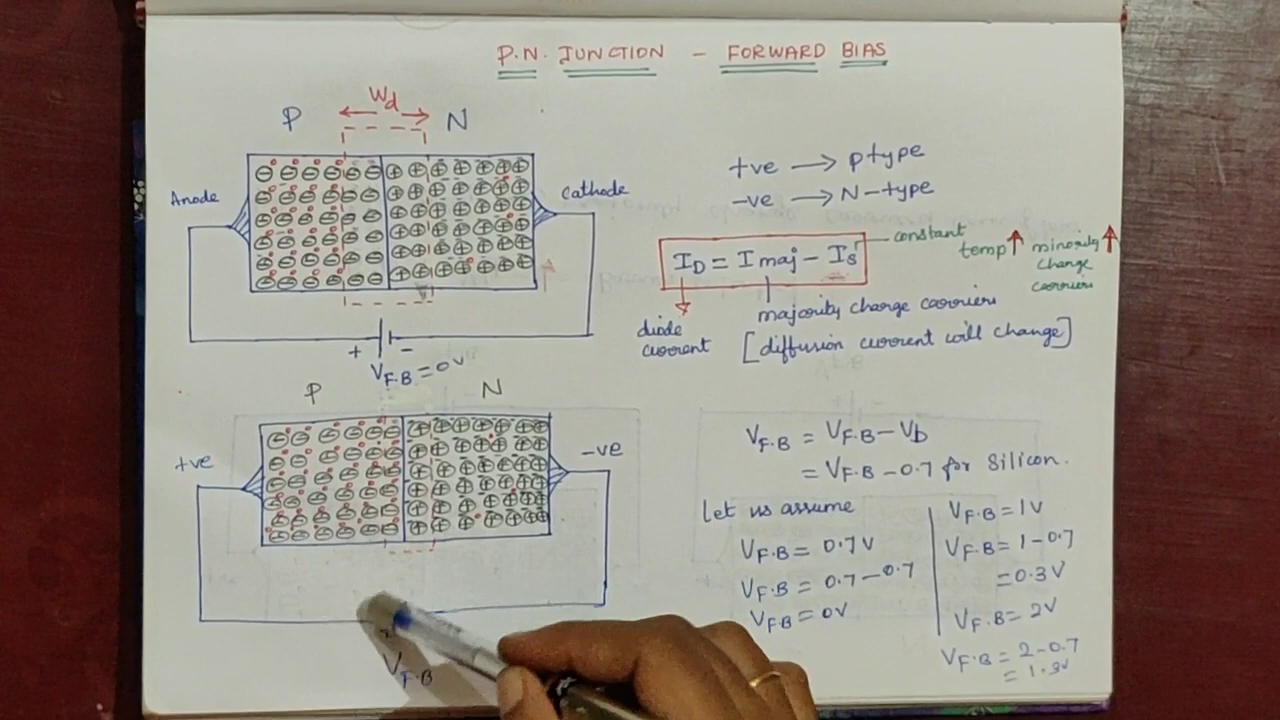 P.N. JUNCTION - FORWARD BIAS
Wd
P N
Anode
Cathode
+ -
VF.B = 0V
+ve → p type
-ve → N-type
ID = I maj - Is
constant
temp↑ minority↑
charge
carriers
diode
current
majority charge carriers
[diffusion current will change]
P N
+ve
-ve
VF.B
VF.B = VF.B - VD
= VF.B - 0.7 for silicon.
let us assume
VF.B = 0.7V
VF.B = 0.7-0.7
VF.B = 0V
VF.B = 1V
VF.B = 1-0.7
= 0.3V
VF.B = 2V
VF.B = 2-0.7
= 1.3V